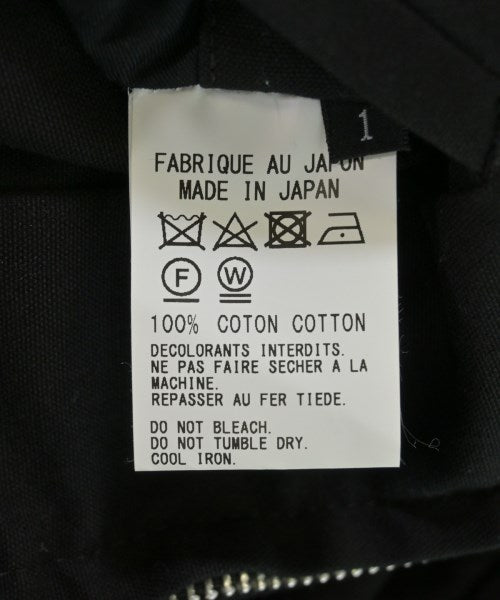 1
FABRIQUE AU JAPON
MADE IN JAPAN
F W
100% COTON COTTON
DECOLORANTS INTERDITS.
NE PAS FAIRE SECHER A LA
MACHINE.
REPASSER AU FER TIEDE.
DO NOT BLEACH.
DO NOT TUMBLE DRY.
COOL IRON.